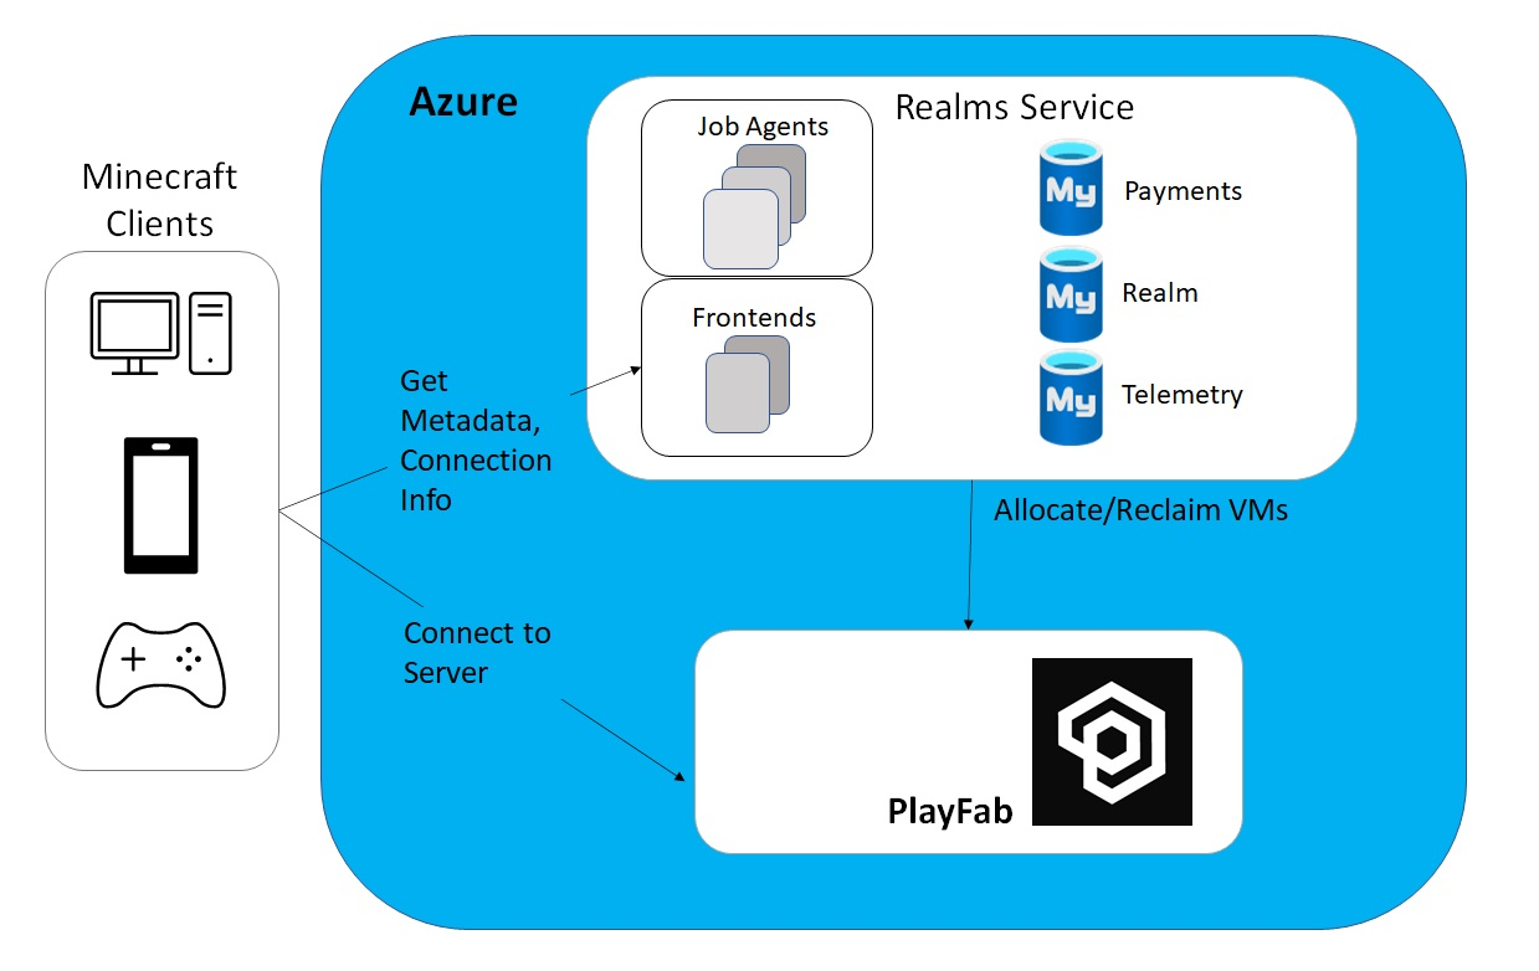 Azure
Realms Service
Job Agents
My
Payments
Minecraft
Clients
My
Realm
Frontends
My
Telemetry
Get
Metadata,
Connection
Info
Allocate/Reclaim VMs
Connect to
Server
PlayFab